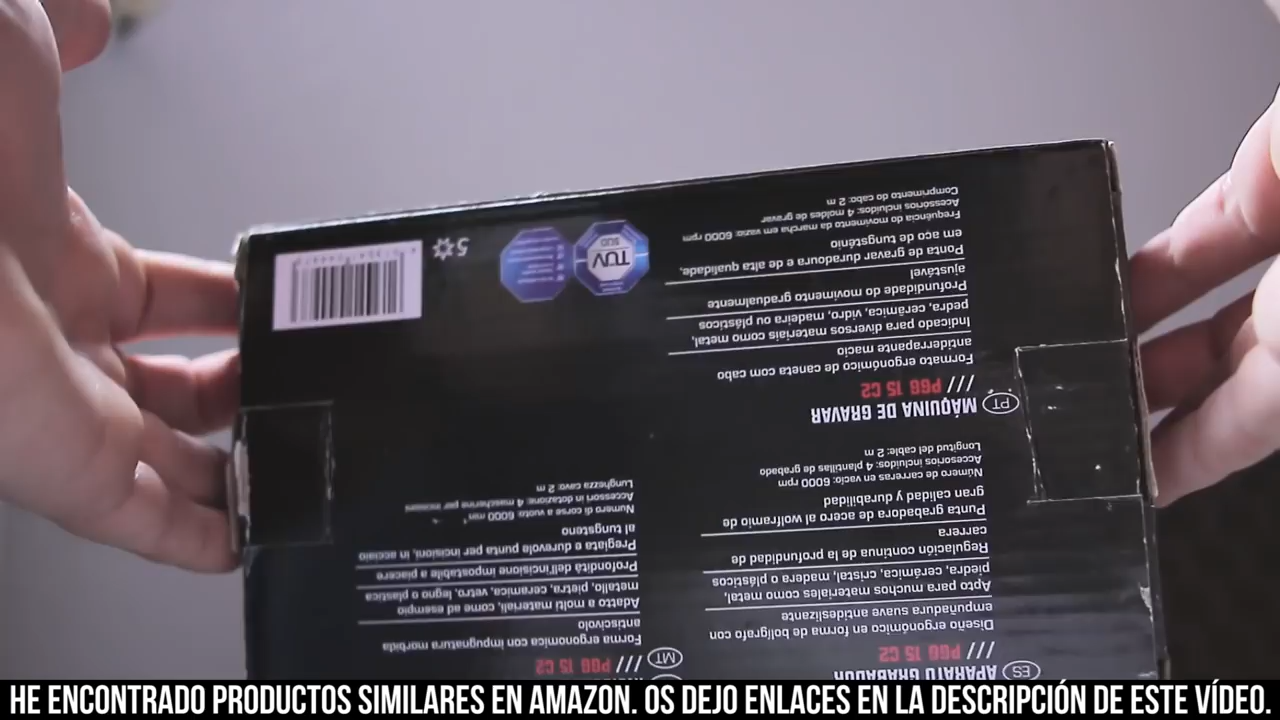 ES
APARATO GRABADOR
/// PGG 15 C2
Diseño ergonómico en forma de bolígrafo con
empuñadura suave antideslizante
Apto para muchos materiales como metal,
piedra, cerámica, cristal, madera o plásticos
Regulación continua de la profundidad de
carrera
Punta grabadora de acero al wolframio de
gran calidad y durabilidad
Número de carreras en vacío: 6000 rpm
Accesorios incluidos: 4 plantillas de grabado
Longitud del cable: 2 m
MT
/// PGG 15 C2
Forma ergonomica con impugnatura morbida
antiscivolo
Adatto a molti materiali, come ad esempio
metallo, pietra, ceramica, vetro, legno o plastica
Profondità dell'incisione impostabile a piacere
Pregiata e durevole punta per incisioni, in acciaio
al tungsteno
Numero di corse a vuoto: 6000 min
Accessori in dotazione: 4 mascherine per incisioni
Lunghezza cavo: 2 m
PT
MÁQUINA DE GRAVAR
/// PGG 15 C2
Formato ergonómico de caneta com cabo
antiderrapante macio
Indicado para diversos materiais como metal,
pedra, cerâmica, vidro, madeira ou plásticos
Profundidade do movimento gradualmente
ajustável
Ponta de gravar duradoura e de alta qualidade,
em aço de tungsténio
Frequência do movimento da marcha em vazio: 6000 rpm
Acessórios incluídos: 4 moldes de gravar
Comprimento do cabo: 2 m
TÜV
SÜD
5
HE ENCONTRADO PRODUCTOS SIMILARES EN AMAZON. OS DEJO ENLACES EN LA DESCRIPCIÓN DE ESTE VÍDEO.